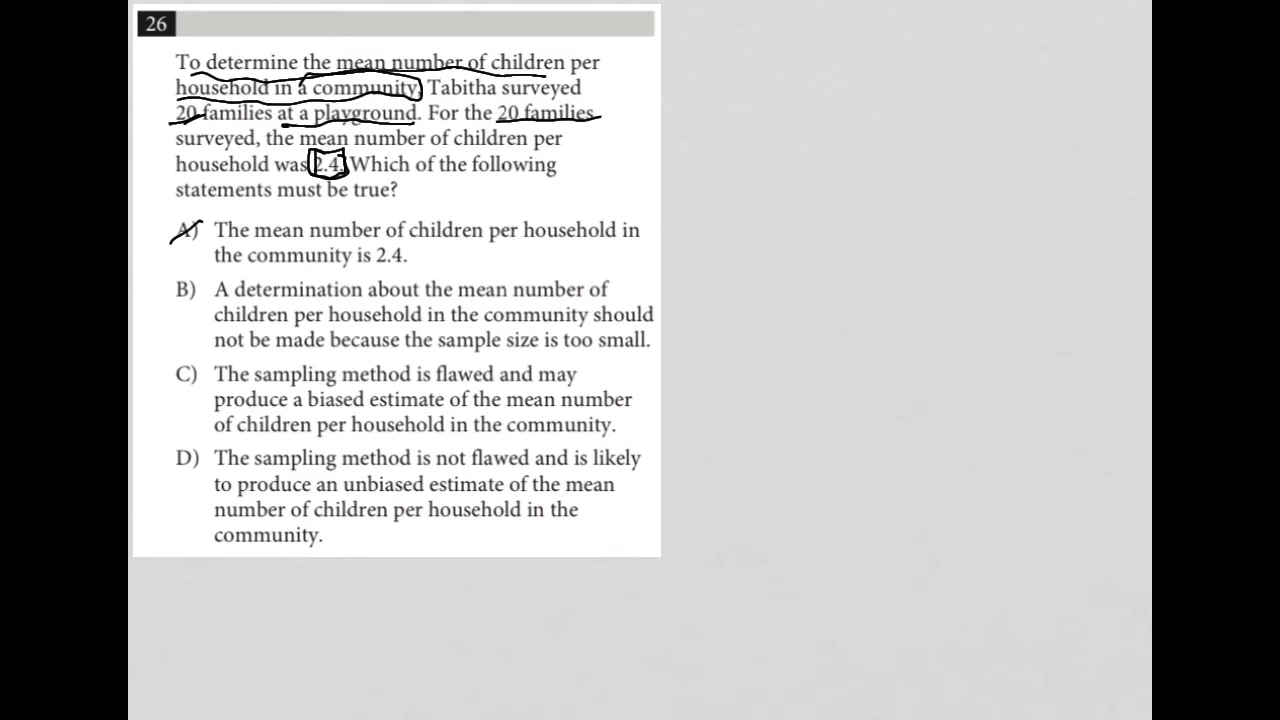 26
To determine the mean number of children per
household in a community, Tabitha surveyed
20 families at a playground. For the 20 families
surveyed, the mean number of children per
household was 2.4. Which of the following
statements must be true?
A) The mean number of children per household in
the community is 2.4.
B) A determination about the mean number of
children per household in the community should
not be made because the sample size is too small.
C) The sampling method is flawed and may
produce a biased estimate of the mean number
of children per household in the community.
D) The sampling method is not flawed and is likely
to produce an unbiased estimate of the mean
number of children per household in the
community.